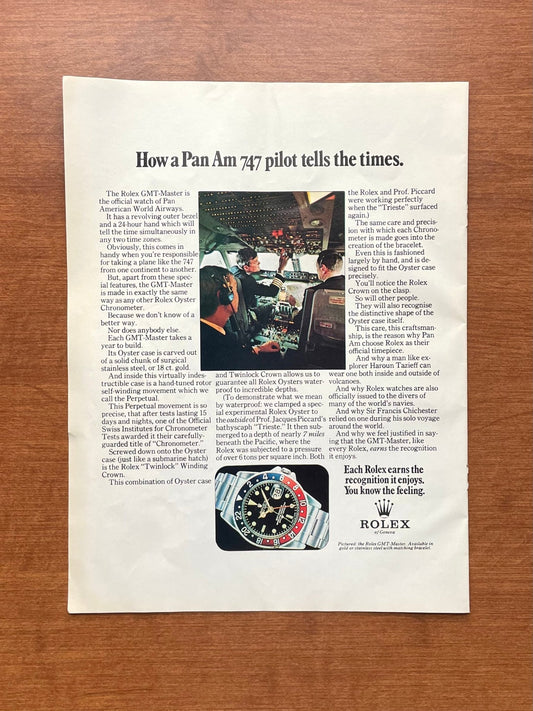 How a Pan Am 747 pilot tells the times.
The Rolex GMT-Master is
the official watch of Pan
American World Airways.
It has a revolving outer bezel
and a 24-hour hand which will
tell the time simultaneously in
any two time zones.
Obviously, this comes in
handy when you're responsible
for taking a plane like the 747
from one continent to another.
But, apart from these spec-
ial features, the GMT-Master
is made in exactly the same
way as any other Rolex Oyster
Chronometer.
Because we don't know of a
better way.
Nor does anybody else.
Each GMT-Master takes a
year to build.
Its Oyster case is carved out
of a solid chunk of surgical
stainless steel, or 18 ct. gold.
And inside this virtually indes-
tructible case is a hand-tuned rotor
self-winding movement which we
call the Perpetual.
This Perpetual movement is so
precise, that after tests lasting 15
days and nights, one of the Official
Swiss Institutes for Chronometer
Tests awarded it their carefully-
guarded title of "Chronometer."
Screwed down onto the Oyster
case (just like a submarine hatch)
is the Rolex "Twinlock" Winding
Crown.
This combination of Oyster case
and Twinlock Crown allows us to
guarantee all Rolex Oysters water-
proof to incredible depths.
(To demonstrate what we mean
by waterproof: we clamped a spec-
ial experimental Rolex Oyster to
the outside of Prof. Jacques Piccard's
bathyscaph "Trieste." It then sub-
merged to a depth of nearly 7 miles
beneath the Pacific, where the
Rolex was subjected to a pressure
of over 6 tons per square inch. Both
the Rolex and Prof. Piccard
were working perfectly
when the "Trieste" surfaced
again.)
The same care and precis-
ion with which each Chrono-
meter is made goes into the
creation of the bracelet.
Even this is fashioned
largely by hand, and is de-
signed to fit the Oyster case
precisely.
You'll notice the Rolex
Crown on the clasp.
So will other people.
They will also recognise
the distinctive shape of the
Oyster case itself.
This care, this craftsman-
ship, is the reason why Pan
Am choose Rolex as their
official timepiece.
And why a man like ex-
plorer Haroun Tazieff can
wear one both inside and outside of
volcanoes.
And why Rolex watches are also
officially issued to the divers of
many of the world's navies.
And why Sir Francis Chichester
relied on one during his solo voyage
around the world.
And why we feel justified in say-
ing that the GMT-Master, like
every Rolex, earns the recognition
it enjoys.
Each Rolex earns the
recognition it enjoys.
You know the feeling.
ROLEX
of Geneva
Pictured: the Rolex GMT-Master. Available in
gold or stainless steel with matching bracelet.